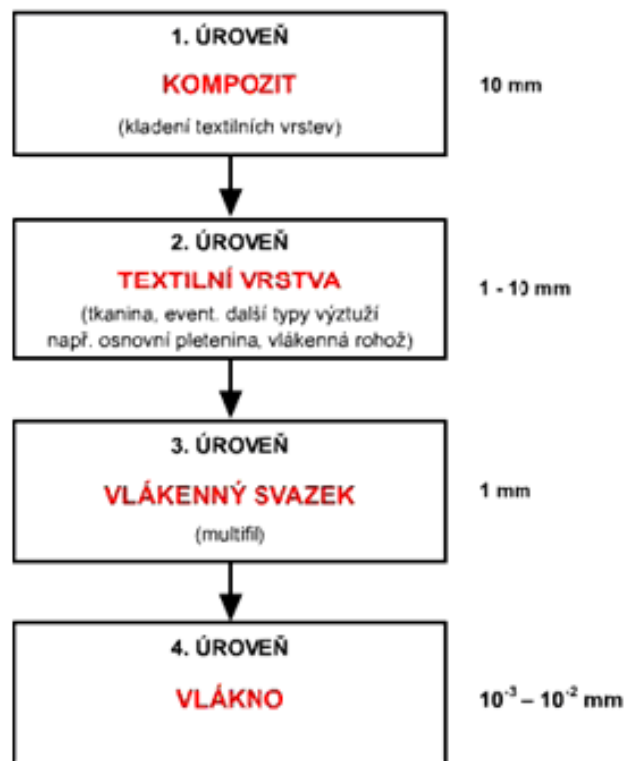 1. ÚROVEŇ
KOMPOZIT
10 mm
(kladení textilních vrstev)
2. ÚROVEŇ
TEXTILNÍ VRSTVA
1 - 10 mm
(tkanina, event. další typy výztuží
např. osnovní pletenina, vlákenná rohož)
3. ÚROVEŇ
VLÁKENNÝ SVAZEK
1 mm
(multifil)
4. ÚROVEŇ
VLÁKNO
10⁻³ – 10⁻² mm